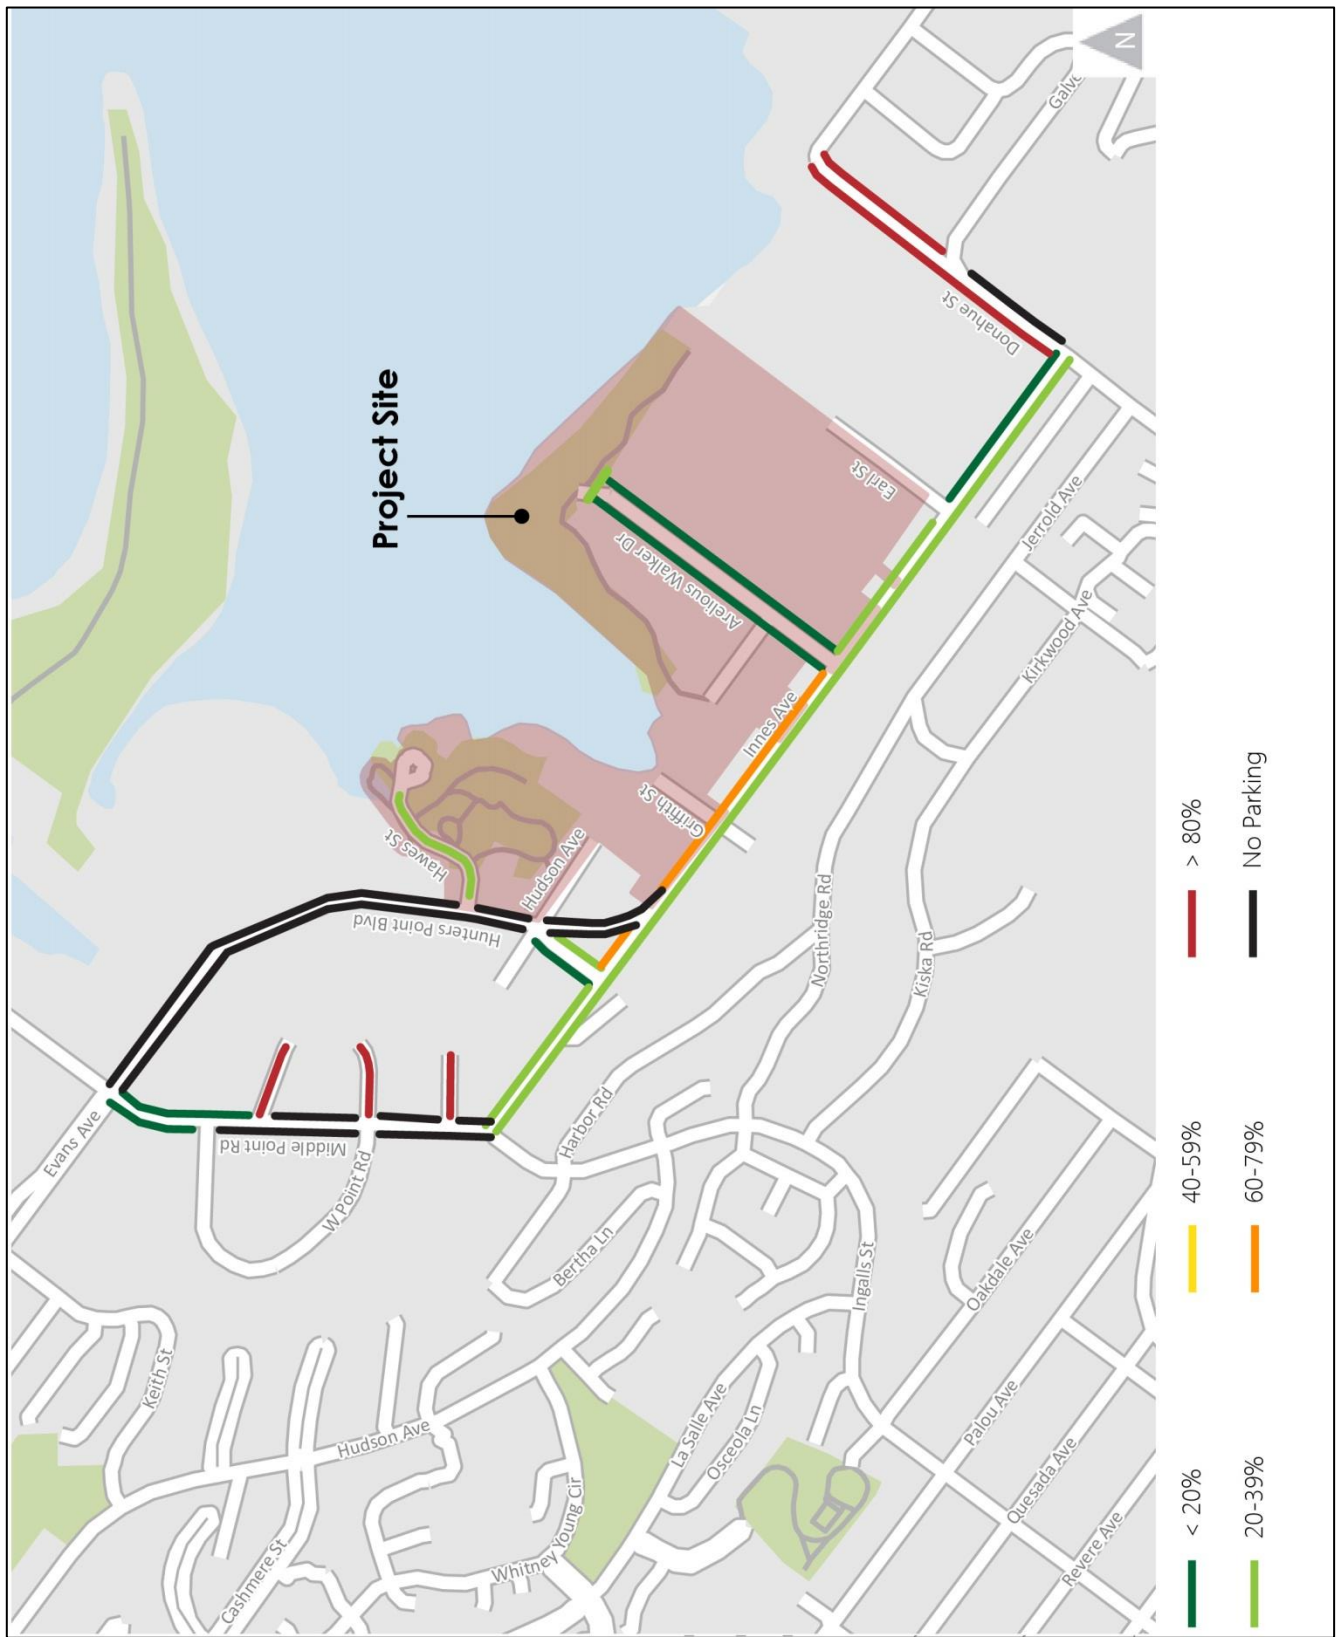 N
Galve
Donahue St
Project Site
Earl St
Arelious Walker Dr
Jerrold Ave
Kirkwood Ave
Innes Ave
Griffith St
Hawes St
Hudson Ave
Hunters Point Blvd
Northridge Rd
Kiska Rd
Harbor Rd
Evans Ave
Middle Point Rd
W Point Rd
Bertha Ln
Ingalls St
Oakdale Ave
Keith St
Hudson Ave
La Salle Ave
Osceola Ln
Palou Ave
Quesada Ave
Revere Ave
Whitney Young Cir
Cashmere St
< 20%
40-59%
> 80%
20-39%
60-79%
No Parking